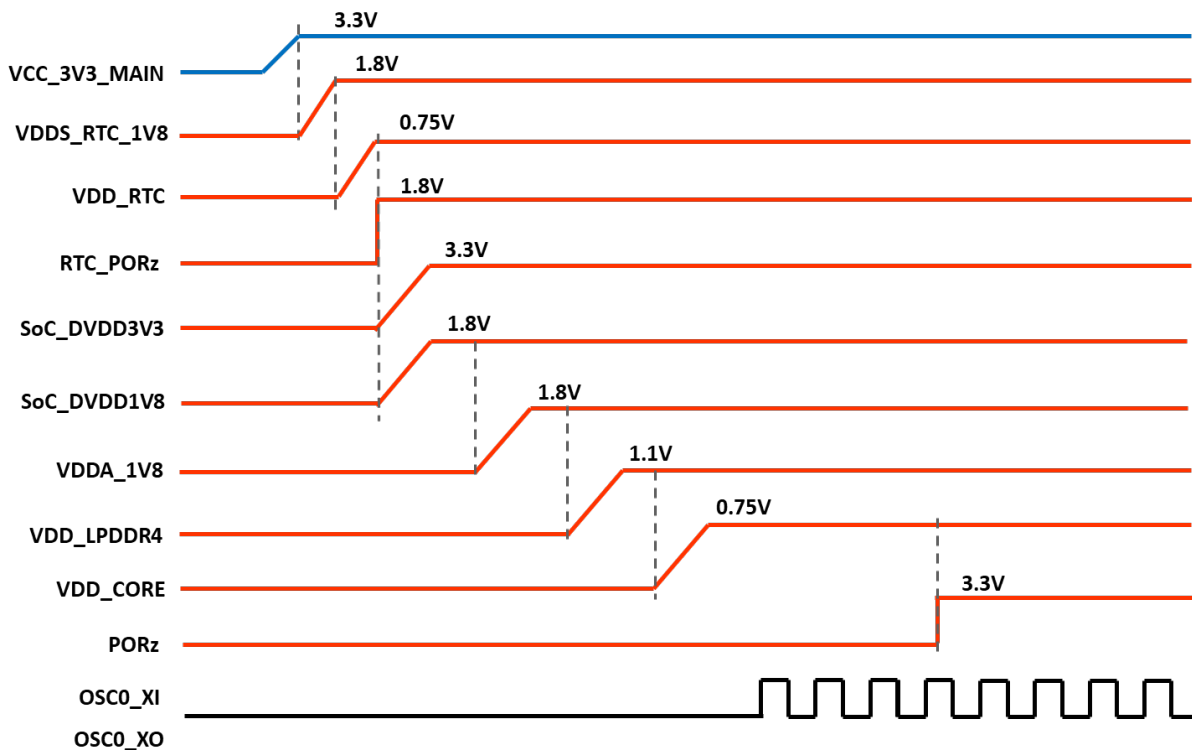 3.3V
VCC_3V3_MAIN
1.8V
VDDS_RTC_1V8
0.75V
VDD_RTC
1.8V
RTC_PORz
3.3V
SoC_DVDD3V3
1.8V
SoC_DVDD1V8
1.8V
VDDA_1V8
1.1V
VDD_LPDDR4
0.75V
VDD_CORE
3.3V
PORz
OSC0_XI
OSC0_XO